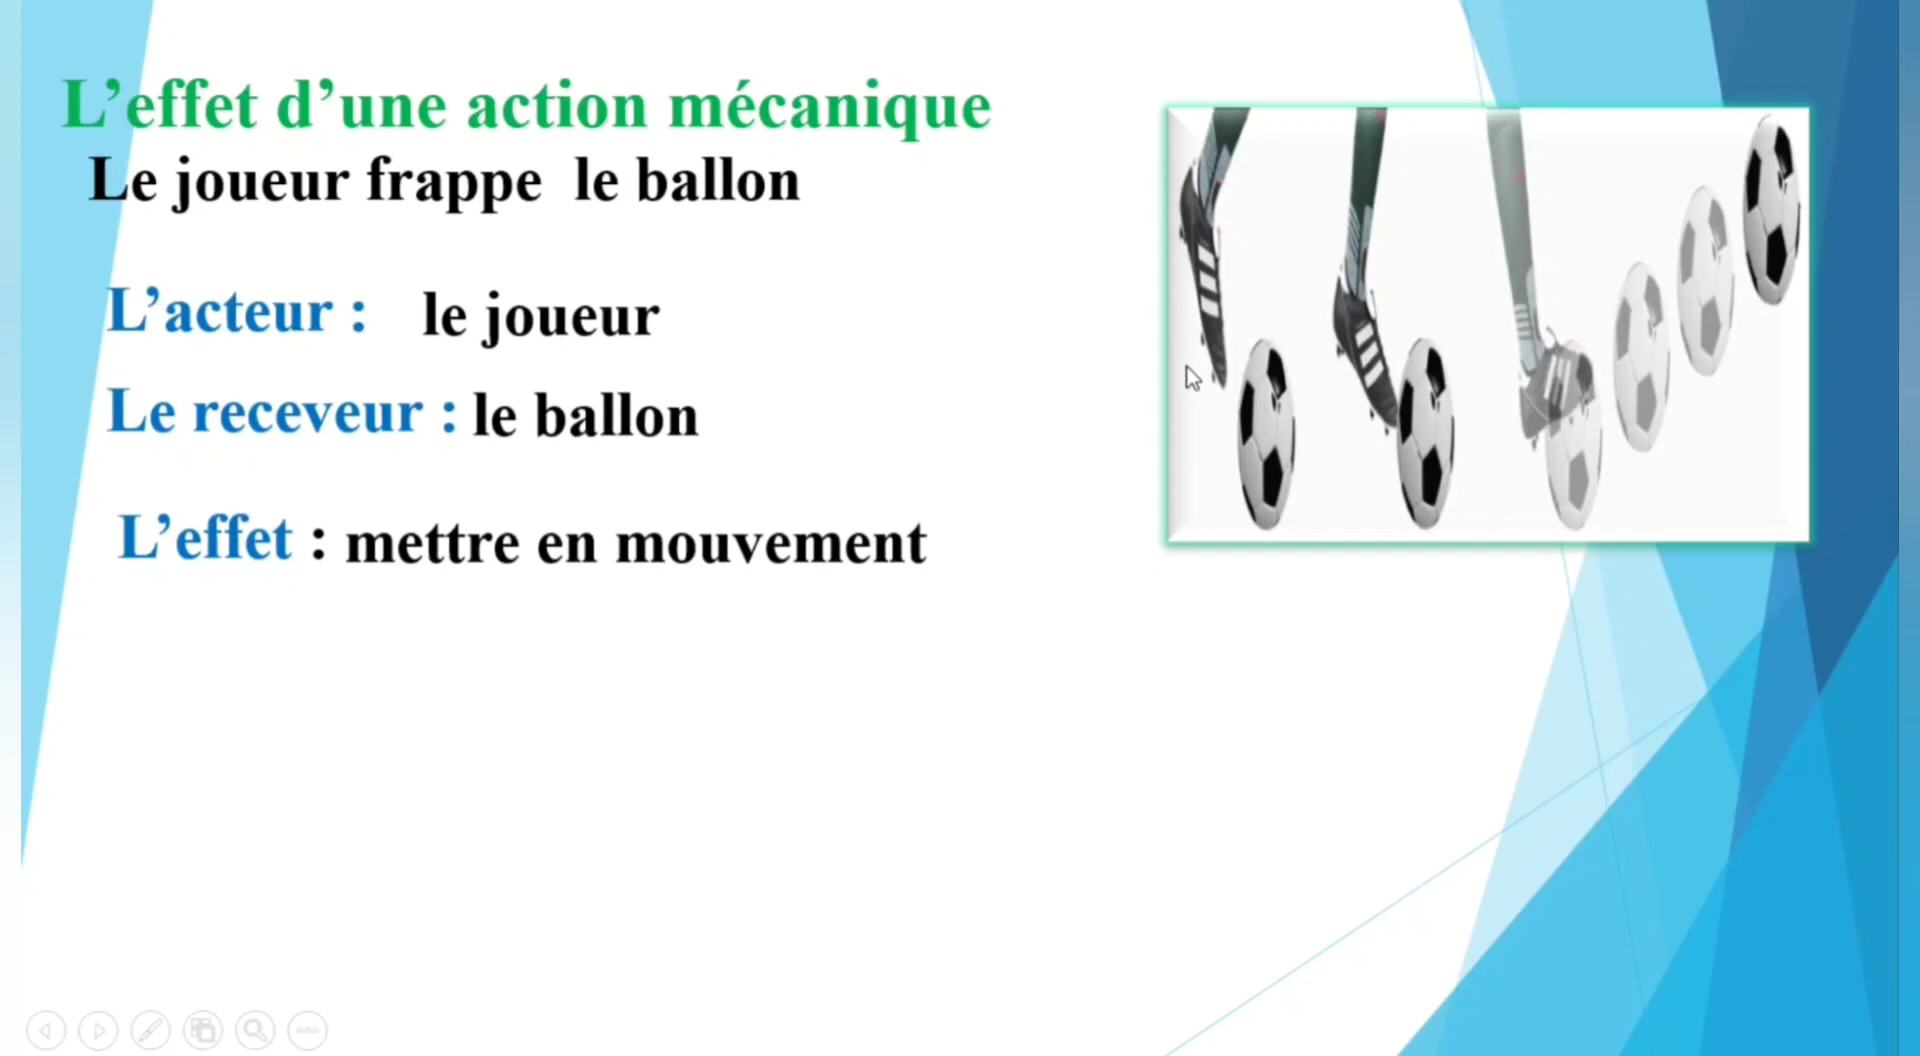 L’effet d’une action mécanique
Le joueur frappe le ballon
L’acteur : le joueur
Le receveur : le ballon
L’effet : mettre en mouvement